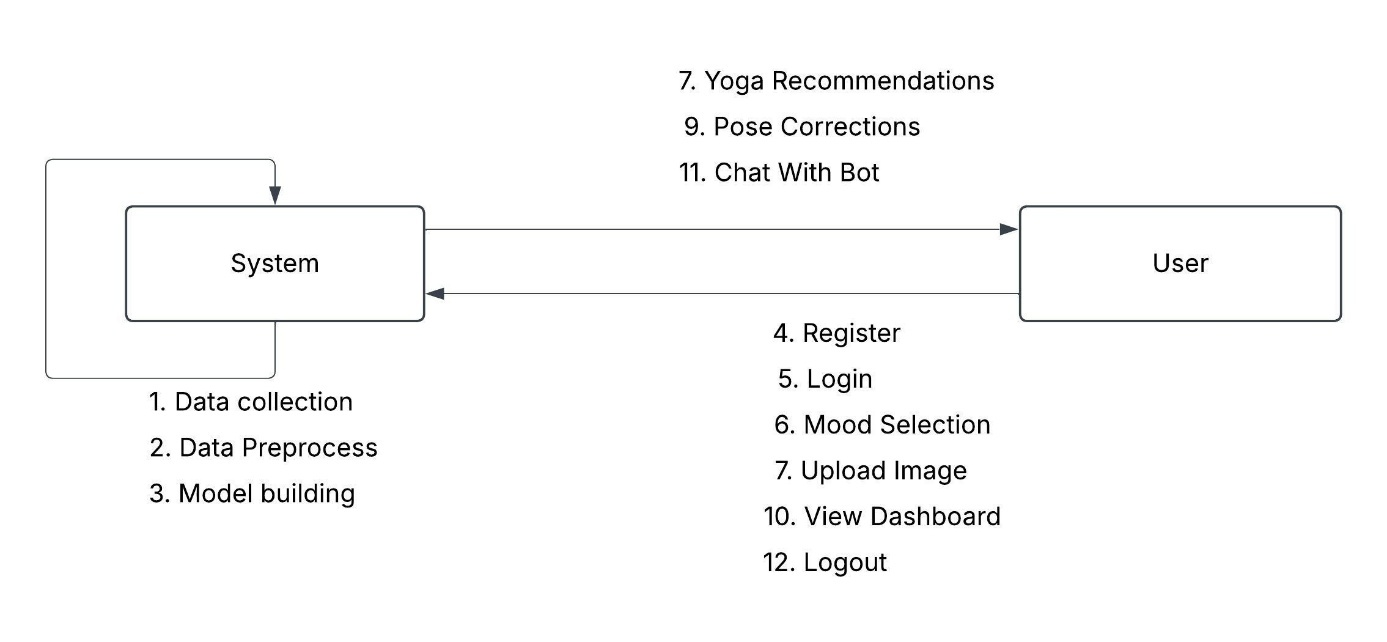 7. Yoga Recommendations
9. Pose Corrections
11. Chat With Bot
System
User
4. Register
5. Login
6. Mood Selection
7. Upload Image
10. View Dashboard
12. Logout
1. Data collection
2. Data Preprocess
3. Model building